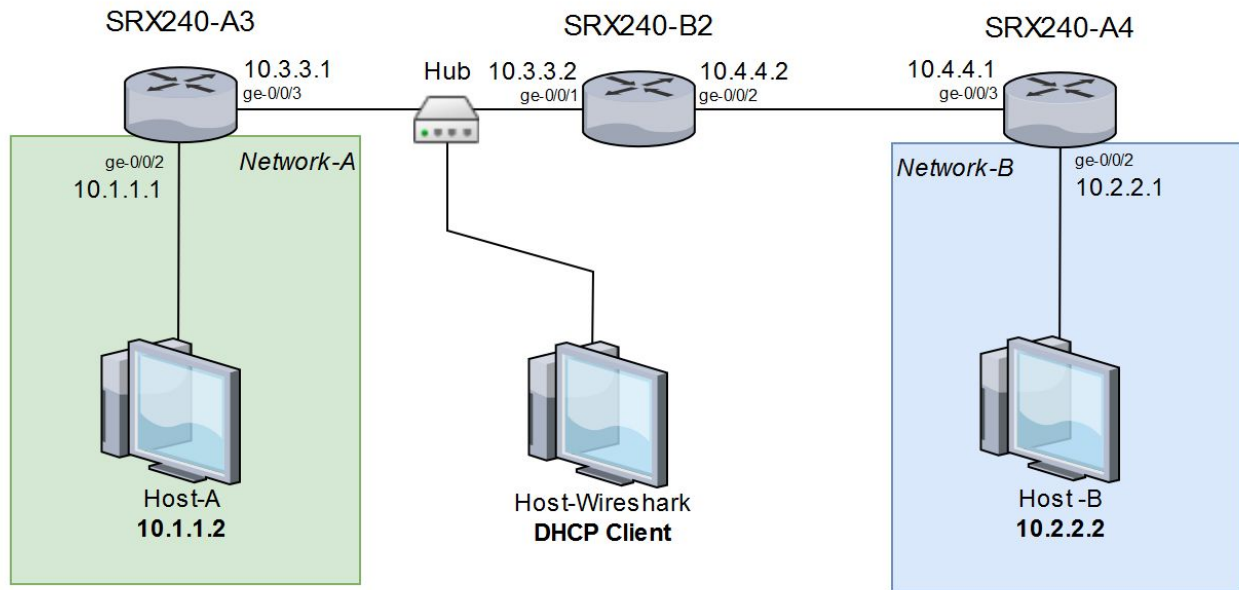 SRX240-A3
SRX240-B2
SRX240-A4
10.3.3.1
ge-0/0/3
Hub
10.3.3.2
ge-0/0/1
10.4.4.2
ge-0/0/2
10.4.4.1
ge-0/0/3
ge-0/0/2
10.1.1.1
Network-A
Network-B
ge-0/0/2
10.2.2.1
Host-A
10.1.1.2
Host-Wireshark
DHCP Client
Host -B
10.2.2.2